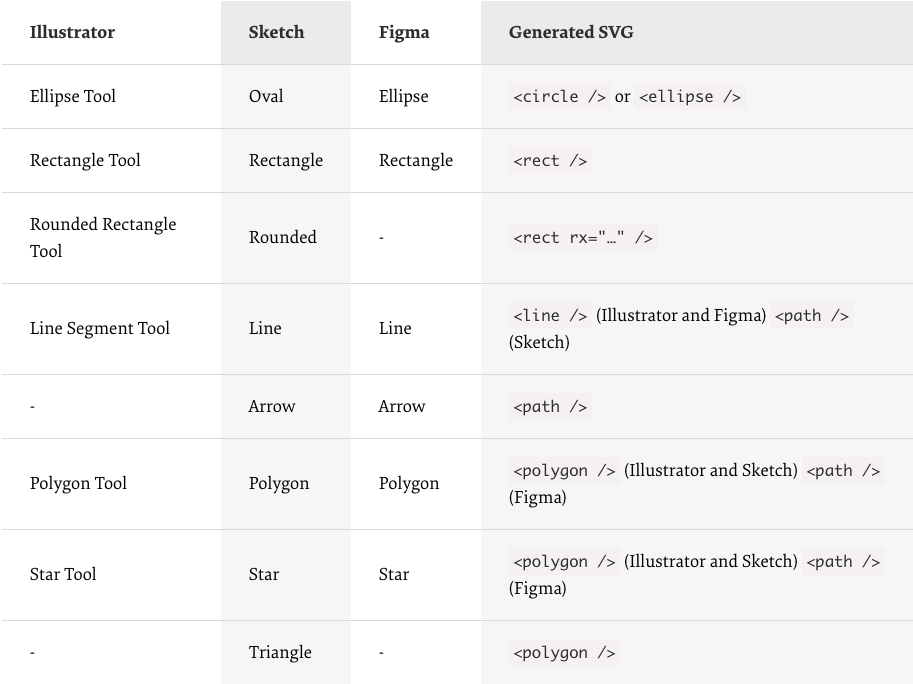 Illustrator Sketch Figma Generated SVG
Ellipse Tool Oval Ellipse <circle /> or <ellipse />
Rectangle Tool Rectangle Rectangle <rect />
Rounded Rectangle
Tool Rounded - <rect rx="…" />
Line Segment Tool Line Line <line /> (Illustrator and Figma) <path />
(Sketch)
- Arrow Arrow <path />
Polygon Tool Polygon Polygon <polygon /> (Illustrator and Sketch) <path />
(Figma)
Star Tool Star Star <polygon /> (Illustrator and Sketch) <path />
(Figma)
- Triangle - <polygon />